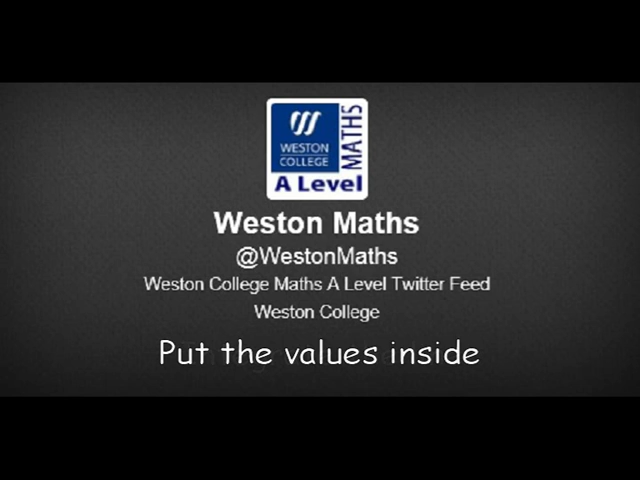 WESTON
COLLEGE
MATHS
A Level
Weston Maths
@WestonMaths
Weston College Maths A Level Twitter Feed
Weston College
Put the values inside